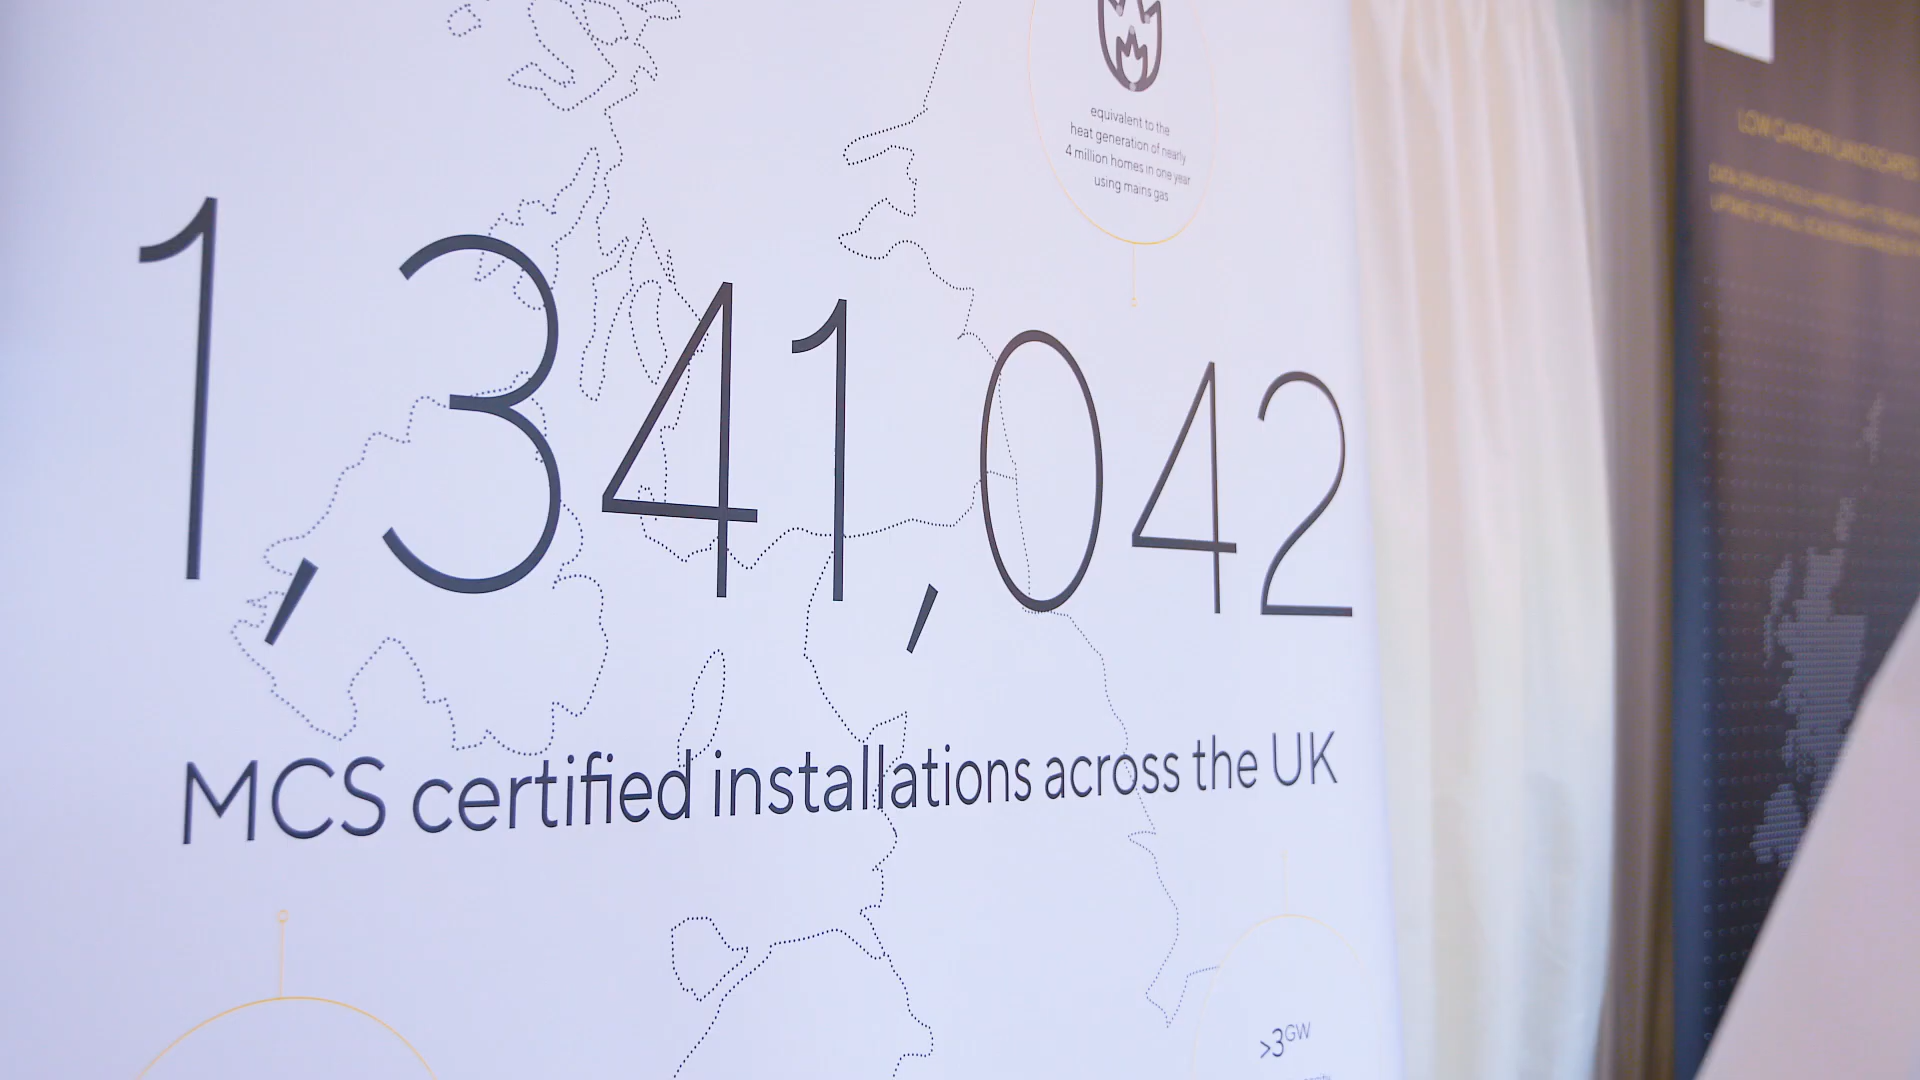 equivalent to the
heat generation of nearly
4 million homes in one year
using mains gas
1,341,042
MCS certified installations across the UK
>3GW
LOW CARBON LANDSCAPES